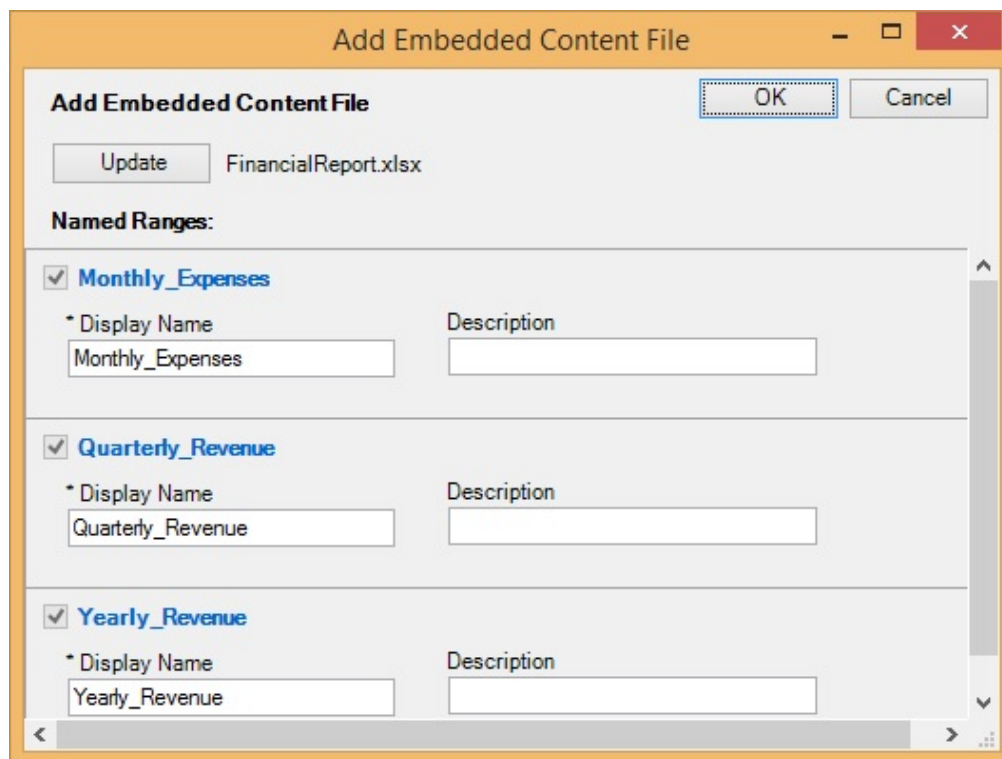 Add Embedded Content File
Add Embedded Content File
OK
Cancel
Update
FinancialReport.xlsx
Named Ranges:
Monthly_Expenses
* Display Name
Description
Monthly_Expenses
Quarterly_Revenue
* Display Name
Description
Quarterly_Revenue
Yearly_Revenue
* Display Name
Description
Yearly_Revenue